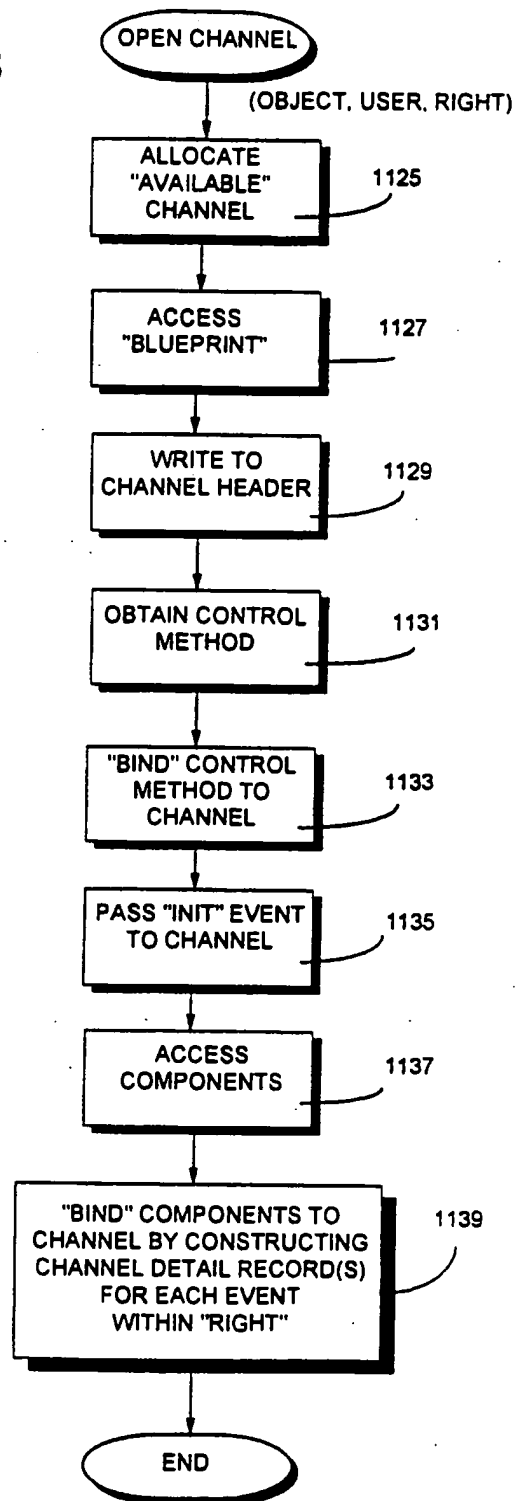 OPEN CHANNEL
(OBJECT, USER, RIGHT)
ALLOCATE
"AVAILABLE"
CHANNEL
1125
ACCESS
"BLUEPRINT"
1127
WRITE TO
CHANNEL HEADER
1129
OBTAIN CONTROL
METHOD
1131
"BIND" CONTROL
METHOD TO
CHANNEL
1133
PASS "INIT" EVENT
TO CHANNEL
1135
ACCESS
COMPONENTS
1137
"BIND" COMPONENTS TO
CHANNEL BY CONSTRUCTING
CHANNEL DETAIL RECORD(S)
FOR EACH EVENT
WITHIN "RIGHT"
1139
END